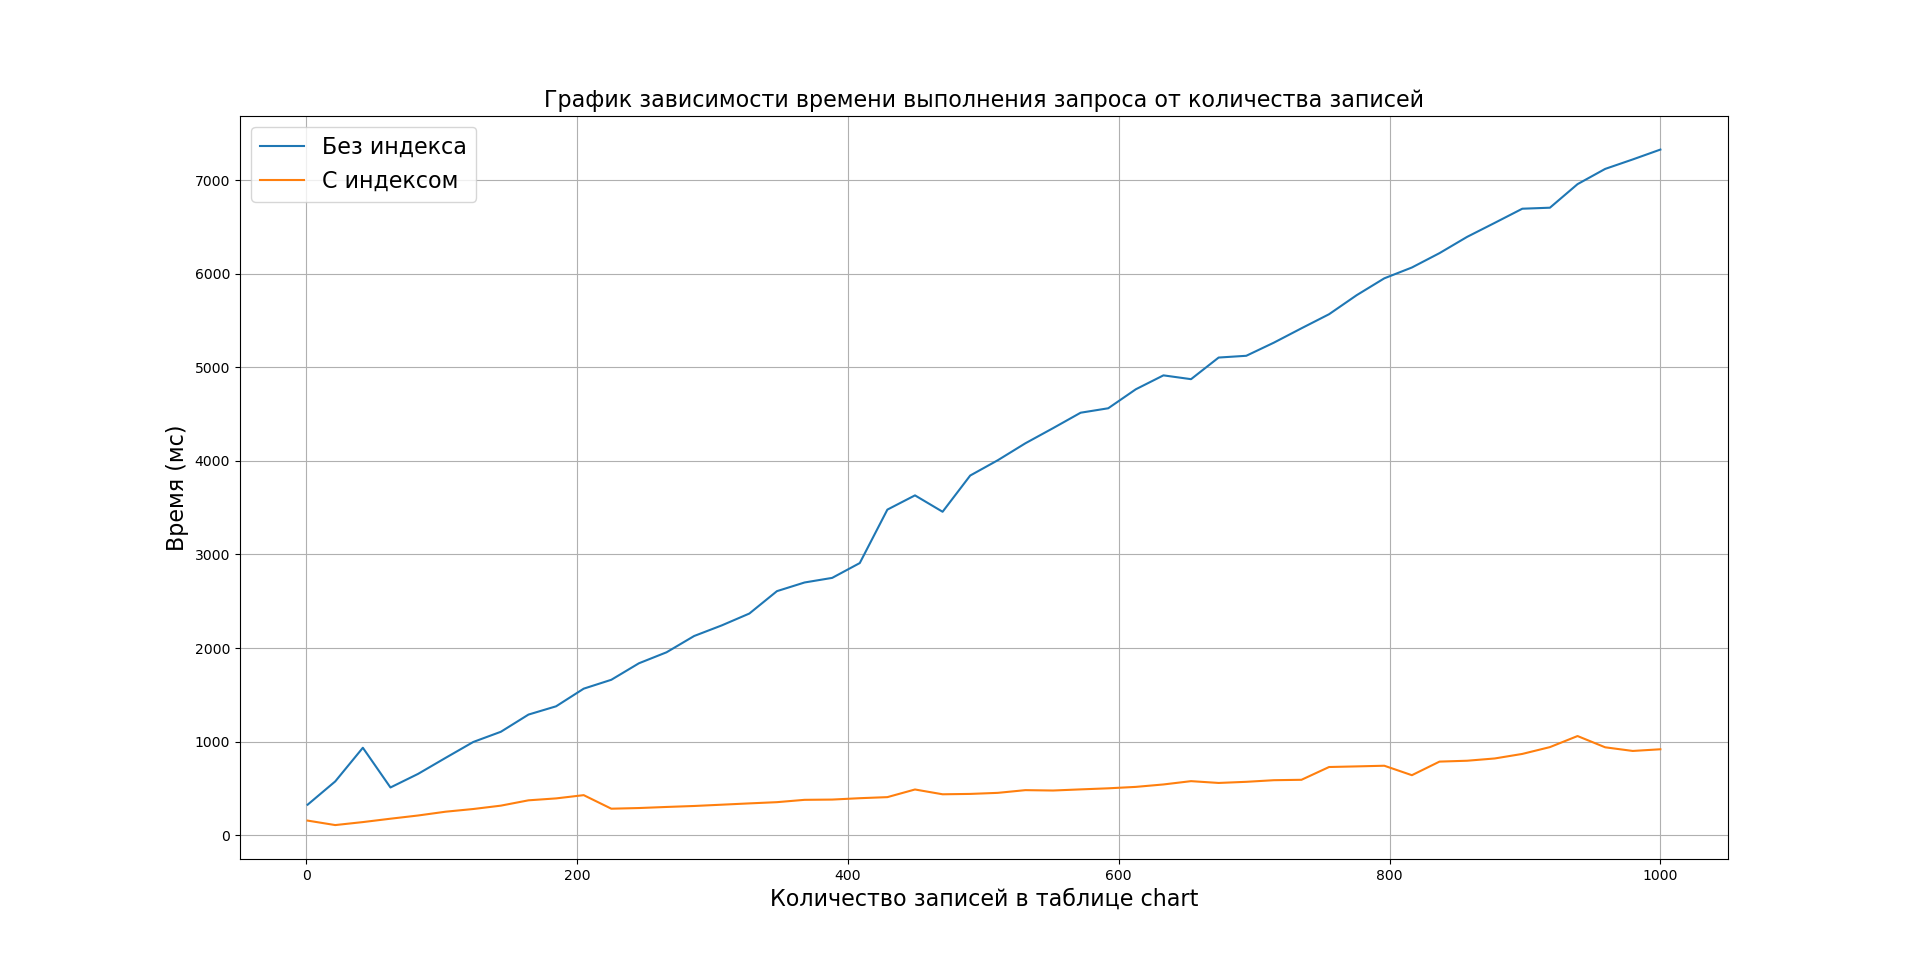 График зависимости времени выполнения запроса от количества записей
Без индекса
С индексом
7000
6000
5000
4000
3000
2000
1000
0
Время (мс)
0 200 400 600 800 1000
Количество записей в таблице chart